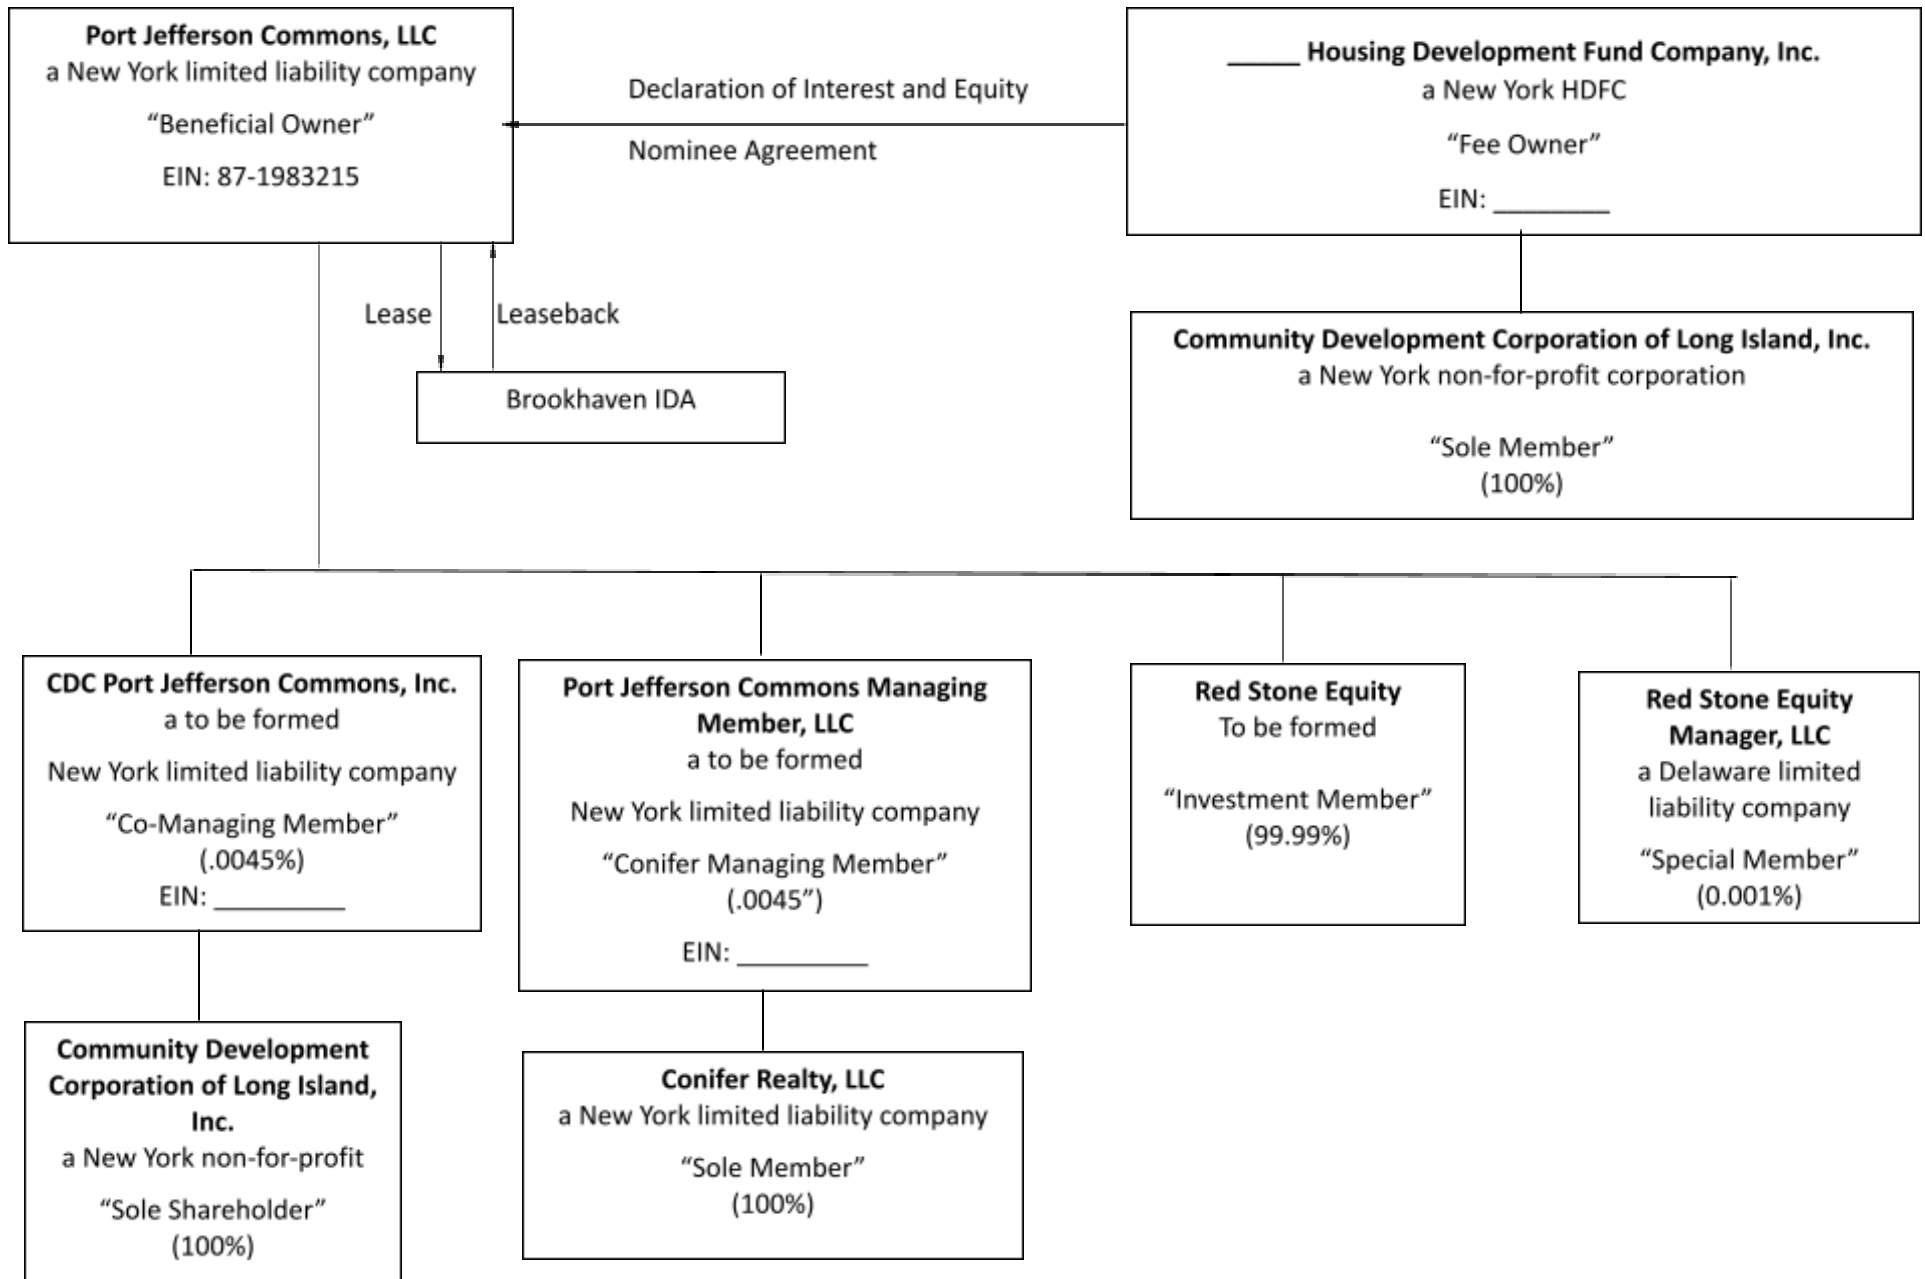 Port Jefferson Commons, LLC
a New York limited liability company
“Beneficial Owner”
EIN: 87-1983215
Declaration of Interest and Equity
Nominee Agreement
_____ Housing Development Fund Company, Inc.
a New York HDFC
“Fee Owner”
EIN: ________
Lease
Leaseback
Brookhaven IDA
Community Development Corporation of Long Island, Inc.
a New York non-for-profit corporation
“Sole Member”
(100%)
CDC Port Jefferson Commons, Inc.
a to be formed
New York limited liability company
“Co-Managing Member”
(.0045%)
EIN: _________
Port Jefferson Commons Managing
Member, LLC
a to be formed
New York limited liability company
“Conifer Managing Member”
(.0045”)
EIN: _________
Red Stone Equity
To be formed
“Investment Member”
(99.99%)
Red Stone Equity
Manager, LLC
a Delaware limited
liability company
“Special Member”
(0.001%)
Community Development
Corporation of Long Island,
Inc.
a New York non-for-profit
“Sole Shareholder”
(100%)
Conifer Realty, LLC
a New York limited liability company
“Sole Member”
(100%)